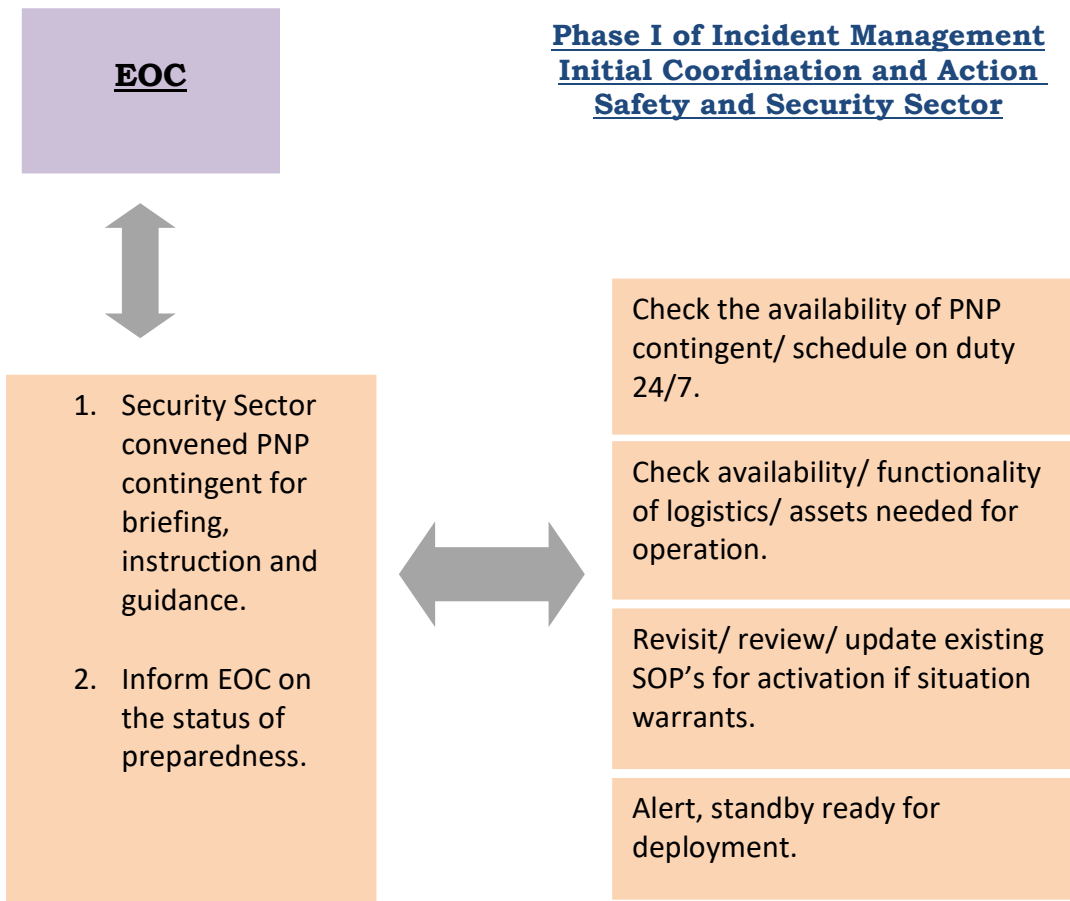 EOC
Phase I of Incident Management
Initial Coordination and Action
Safety and Security Sector
1. Security Sector
convened PNP
contingent for
briefing,
instruction and
guidance.
2. Inform EOC on
the status of
preparedness.
Check the availability of PNP
contingent/ schedule on duty
24/7.
Check availability/ functionality
of logistics/ assets needed for
operation.
Revisit/ review/ update existing
SOP’s for activation if situation
warrants.
Alert, standby ready for
deployment.